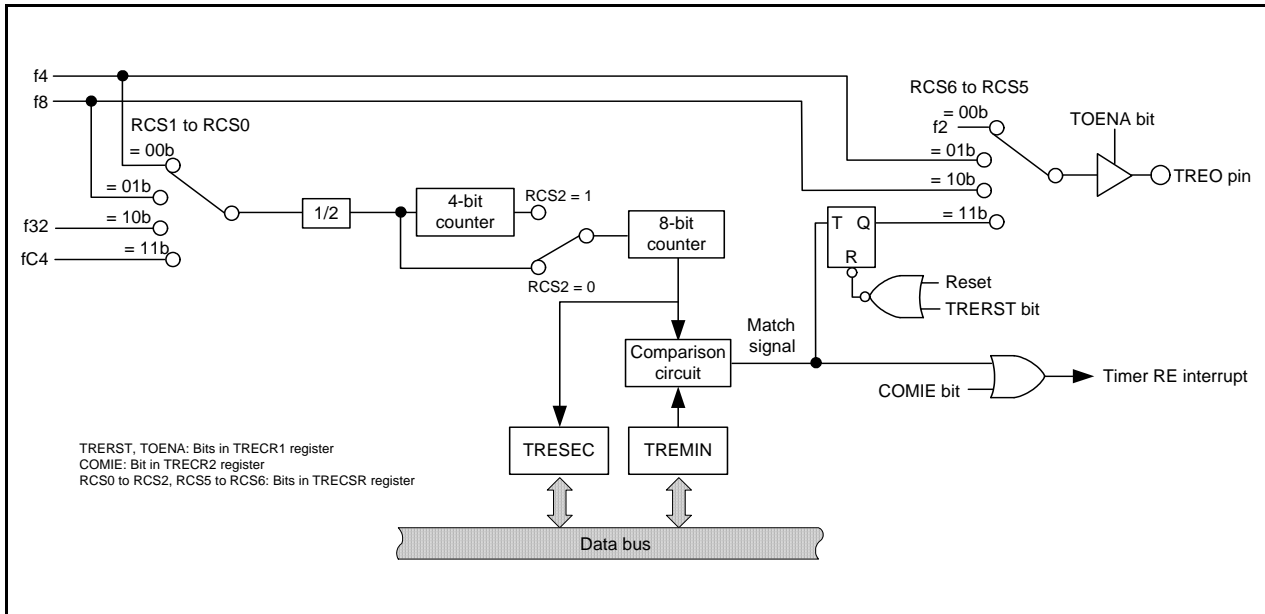 f4
f8
RCS1 to RCS0
= 00b
= 01b
= 10b
f32
= 11b
fC4
1/2
4-bit
counter
RCS2 = 1
RCS2 = 0
8-bit
counter
RCS6 to RCS5
= 00b
f2
= 01b
= 10b
= 11b
TOENA bit
TREO pin
T Q
R
Reset
TRERST bit
Comparison
circuit
Match
signal
COMIE bit
Timer RE interrupt
TRESEC
TREMIN
TRERST, TOENA: Bits in TRECR1 register
COMIE: Bit in TRECR2 register
RCS0 to RCS2, RCS5 to RCS6: Bits in TRECSR register
Data bus